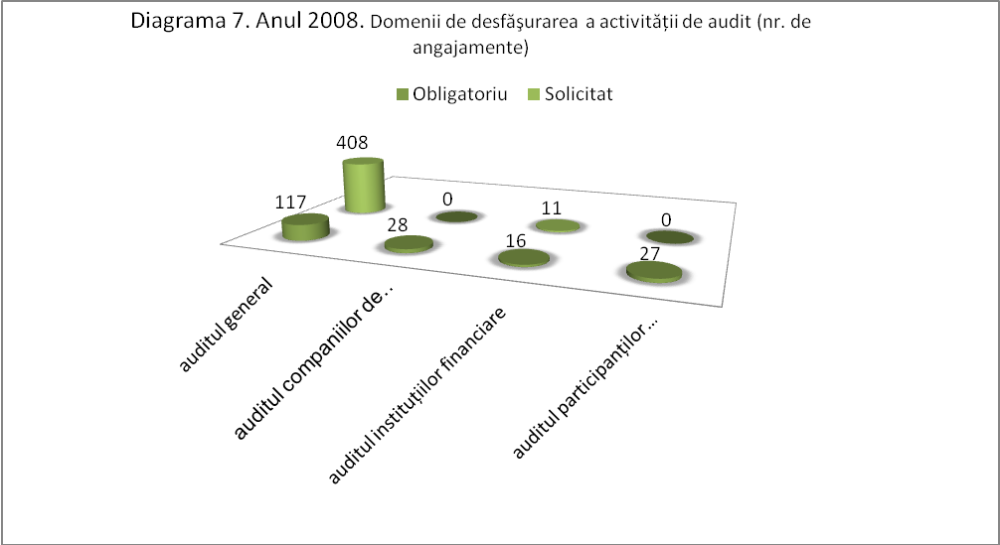 Diagrama 7. Anul 2008. Domenii de desfășurarea a activității de audit (nr. de
angajamente)
Obligatoriu Solicitat
408
117
0
28
11
16
0
27
auditul general
auditul companiilor de...
auditul instituțiilor financiare
auditul participanților...